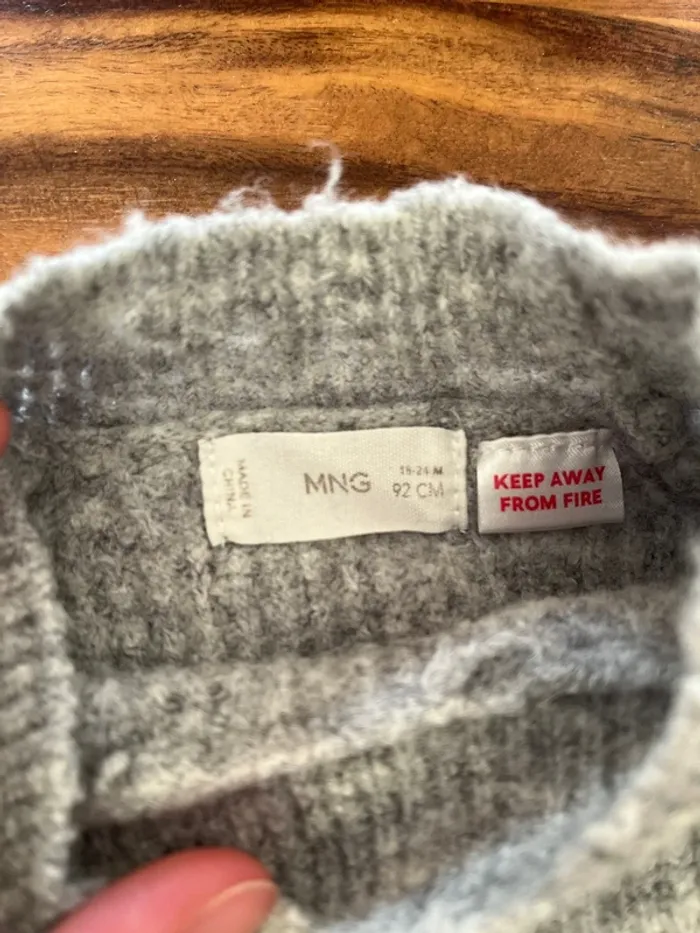 MADE IN
CHINA
MNG
18-24 M
92 CM
KEEP AWAY
FROM FIRE